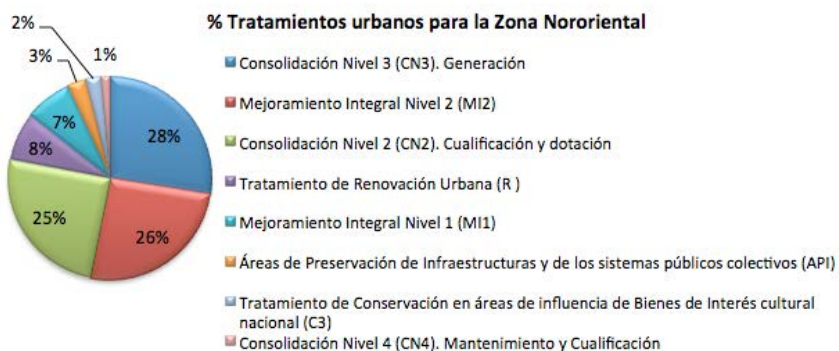 % Tratamientos urbanos para la Zona Nororiental
2%
3%
1%
28%
7%
8%
25%
26%
Consolidación Nivel 3 (CN3). Generación
Mejoramiento Integral Nivel 2 (MI2)
Consolidación Nivel 2 (CN2). Cualificación y dotación
Tratamiento de Renovación Urbana (R )
Mejoramiento Integral Nivel 1 (MI1)
Áreas de Preservación de Infraestructuras y de los sistemas públicos colectivos (API)
Tratamiento de Conservación en áreas de influencia de Bienes de Interés cultural
nacional (C3)
Consolidación Nivel 4 (CN4). Mantenimiento y Cualificación